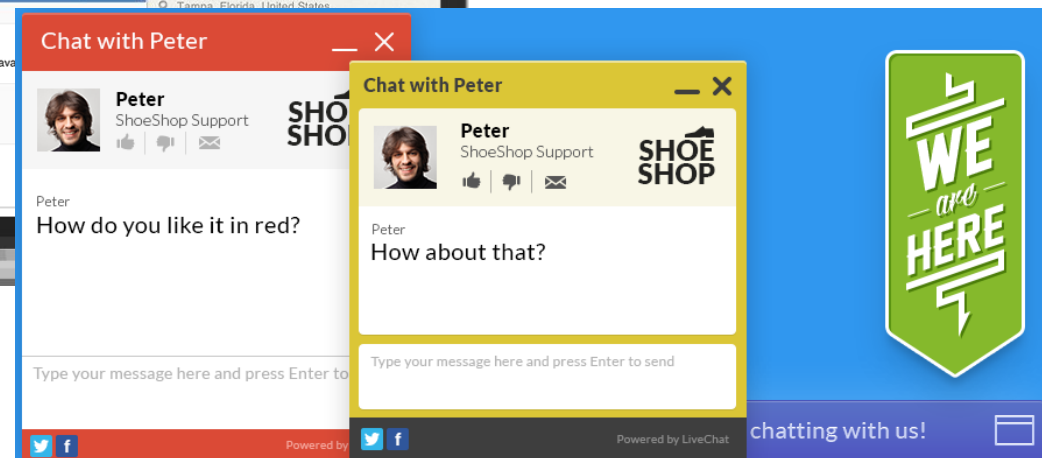 Tampa, Florida, United States
ava
Chat with Peter
Peter
ShoeShop Support
SHO
SHO
Peter
How do you like it in red?
Type your message here and press Enter to
Powered by
Chat with Peter
Peter
ShoeShop Support
SHOE
SHOP
Peter
How about that?
Type your message here and press Enter to send
Powered by LiveChat
WE
are
HERE
chatting with us!